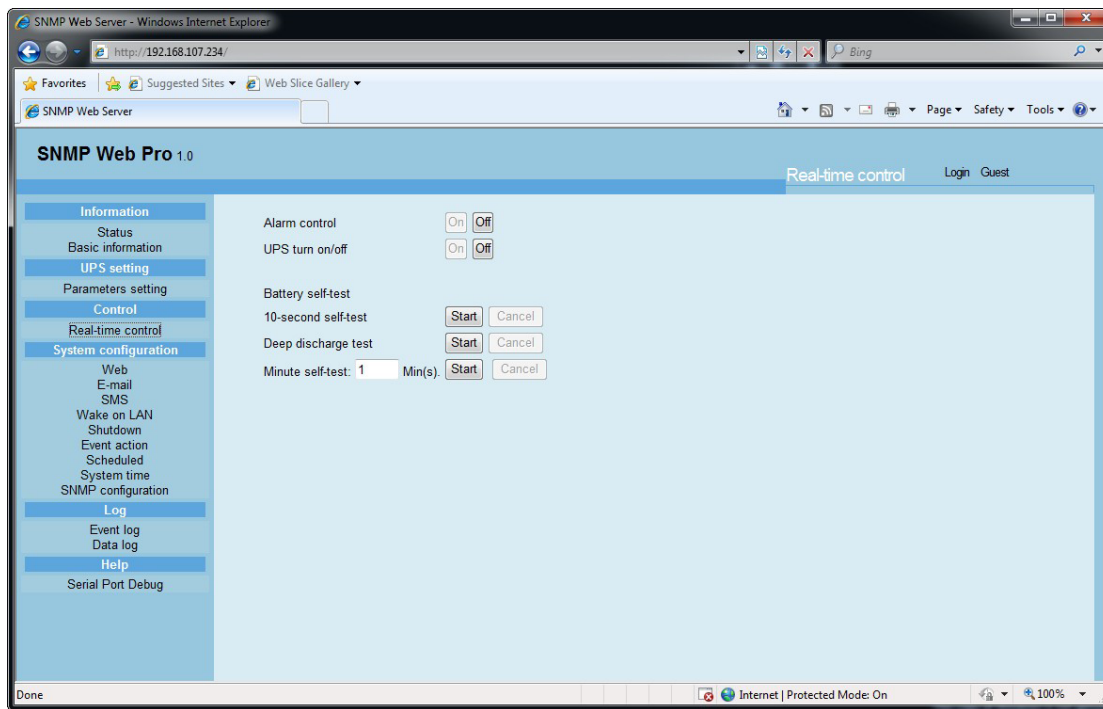 SNMP Web Server - Windows Internet Explorer
http://192.168.107.234/
Bing
Favorites Suggested Sites Web Slice Gallery
SNMP Web Server Page Safety Tools
SNMP Web Pro 1.0
Real-time control Login Guest
Information
Status
Basic information
UPS setting
Parameters setting
Control
Real-time control
System configuration
Web
E-mail
SMS
Wake on LAN
Shutdown
Event action
Scheduled
System time
SNMP configuration
Log
Event log
Data log
Help
Serial Port Debug
Alarm control On Off
UPS turn on/off On Off
Battery self-test
10-second self-test Start Cancel
Deep discharge test Start Cancel
Minute self-test: 1 Min(s). Start Cancel
Done Internet | Protected Mode: On 100%